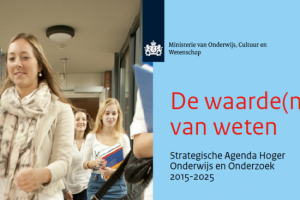 Ministerie van Onderwijs, Cultuur en
Wetenschap
De waarde(n
van weten
Strategische Agenda Hoger
Onderwijs en Onderzoek
2015-2025